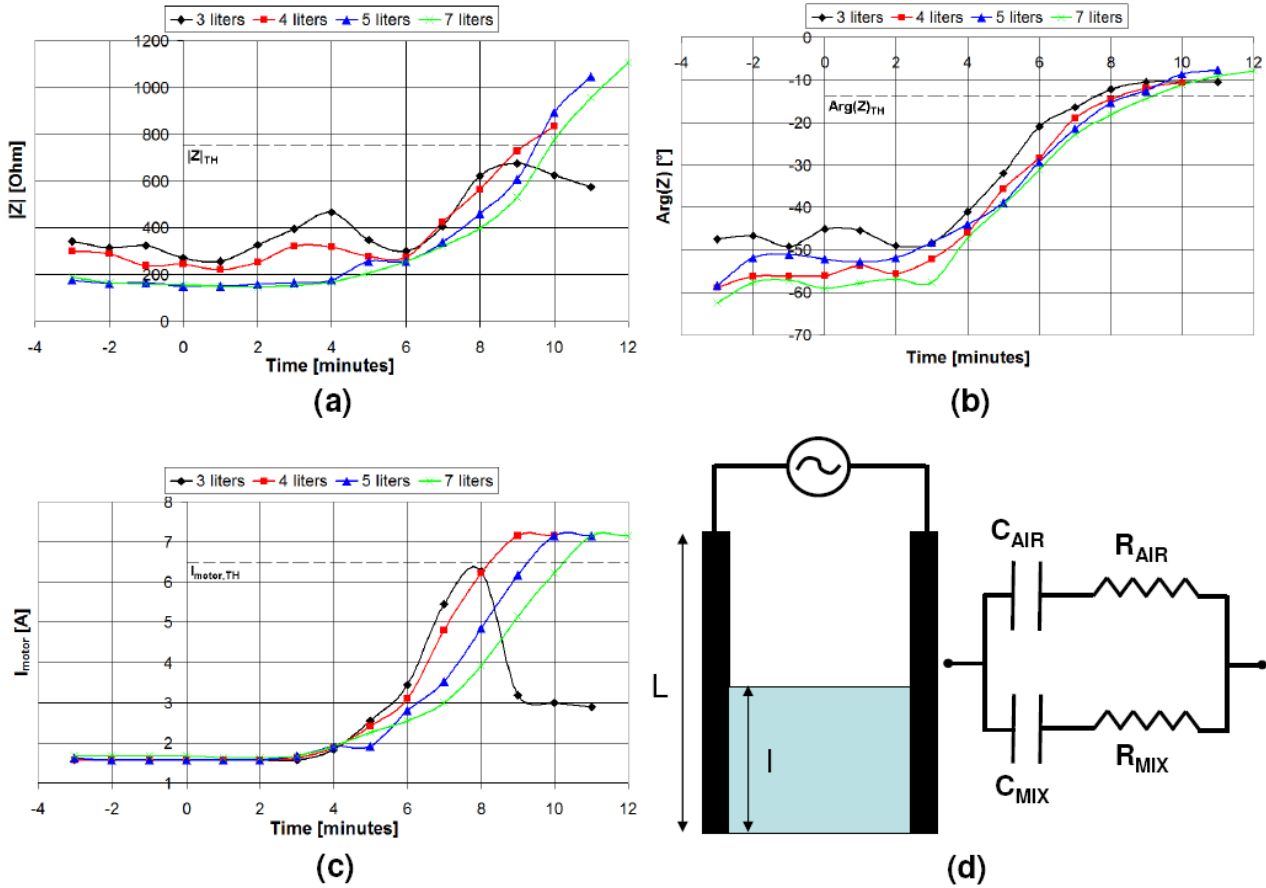 3 liters 4 liters 5 liters 7 liters
1200
1000
800
600
400
200
0
|Z| [Ohm]
|Z|TH
-4 -2 0 2 4 6 8 10 12
Time [minutes]
(a)
3 liters 4 liters 5 liters 7 liters
-4 -2 0 2 4 6 8 10 12
0
-10
-20
-30
-40
-50
-60
-70
Arg(Z) [°]
Arg(Z)TH
Time [minutes]
(b)
3 liters 4 liters 5 liters 7 liters
8
7
6
5
4
3
2
1
Imotor [A]
Imotor,TH
-4 -2 0 2 4 6 8 10 12
Time [minutes]
(c)
L
l
CAIR
RAIR
CMIX
RMIX
(d)